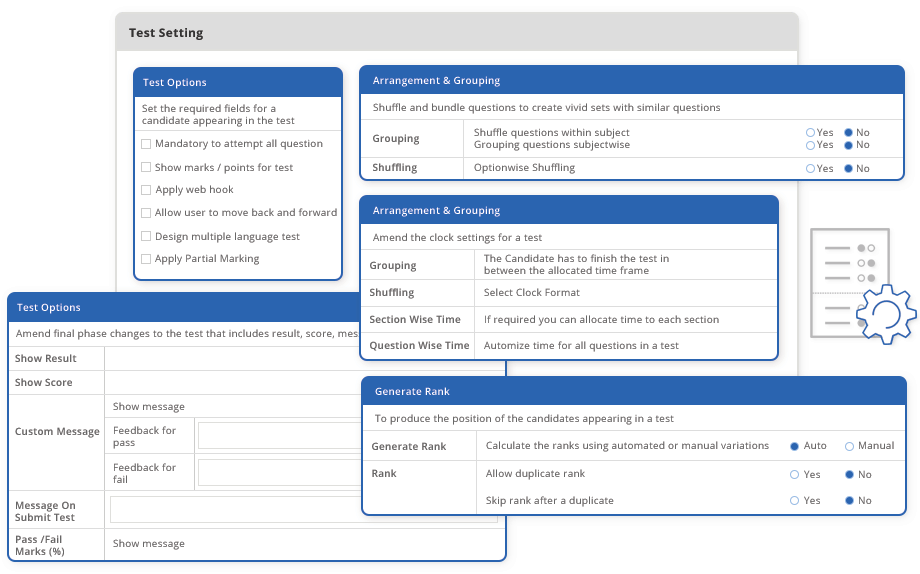 Test Setting
Test Options
Set the required fields for a
candidate appearing in the test
Mandatory to attempt all question
Show marks / points for test
Apply web hook
Allow user to move back and forward
Design multiple language test
Apply Partial Marking
Arrangement & Grouping
Shuffle and bundle questions to create vivid sets with similar questions
Grouping
Shuffle questions within subject
Yes No
Grouping questions subjectwise
Yes No
Shuffling
Optionwise Shuffling
Yes No
Arrangement & Grouping
Amend the clock settings for a test
Grouping
The Candidate has to finish the test in
between the allocated time frame
Shuffling
Select Clock Format
Section Wise Time
If required you can allocate time to each section
Question Wise Time
Automize time for all questions in a test
Test Options
Amend final phase changes to the test that includes result, score,
Show Result
Show Score
Custom Message
Show message
Feedback for
pass
Feedback for
fail
Message On
Submit Test
Pass /Fail
Marks (%)
Show message
Generate Rank
To produce the position of the candidates appearing in a test
Generate Rank
Calculate the ranks using automated or manual variations
Auto Manual
Rank
Allow duplicate rank
Yes No
Skip rank after a duplicate
Yes No